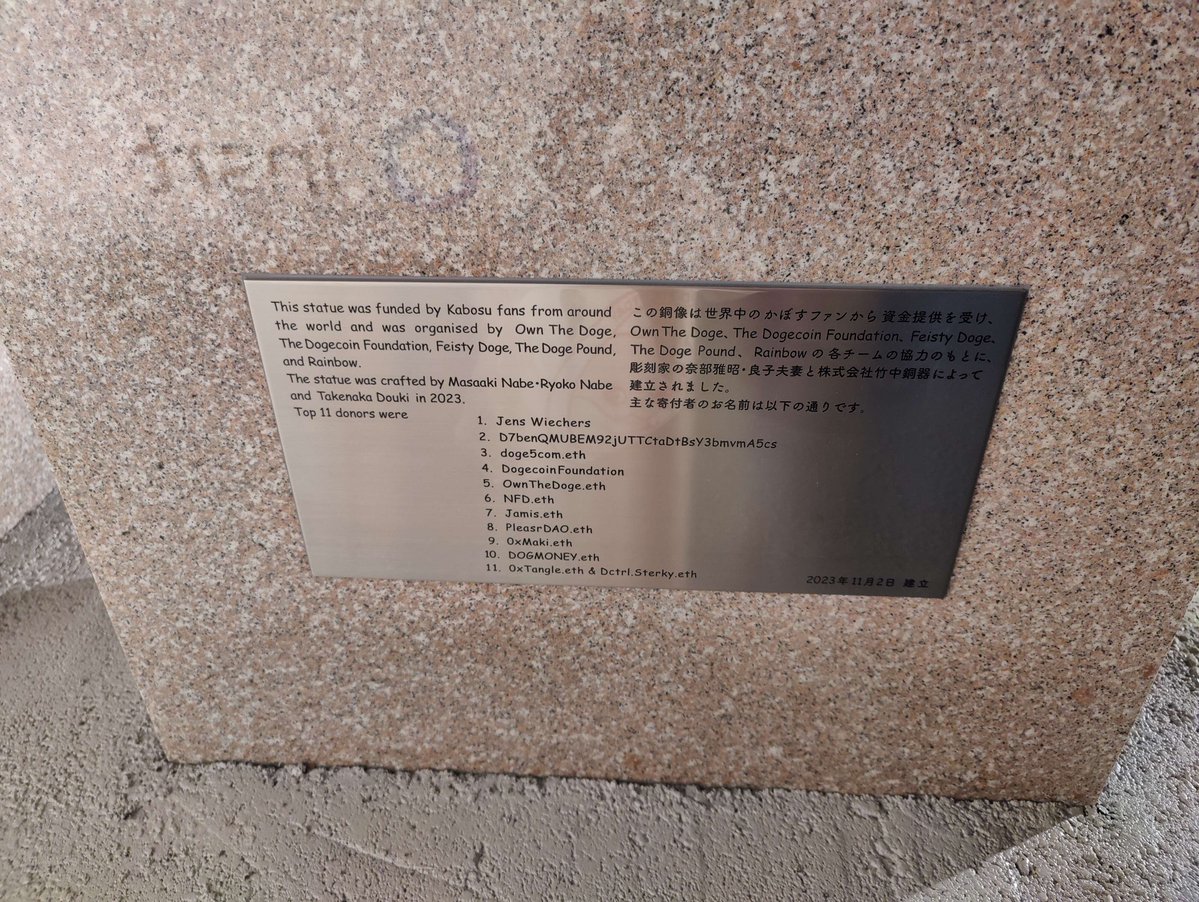 This statue was funded by Kabosu fans from around
the world and was organised by Own The Doge,
The Dogecoin Foundation, Feisty Doge, The Doge Pound,
and Rainbow.
The statue was crafted by Masaaki Nabe・Ryoko Nabe
and Takenaka Douki in 2023.
Top 11 donors were
1. Jens Wiechers
2. D7benQMUBEM92jUTTCtaDtBsY3bmvmA5cs
3. doge5com.eth
4. DogecoinFoundation
5. OwnTheDoge.eth
6. NFD.eth
7. Jamis.eth
8. PleasrDAO.eth
9. 0xMaki.eth
10. DOGMONEY.eth
11. 0xTangle.eth & Dctrl.Sterky.eth
この銅像は世界中のかぼすファンから資金提供を受け、
Own The Doge、The Dogecoin Foundation、Feisty Doge、
The Doge Pound、Rainbowの各チームの協力のもとに、
彫刻家の奈部雅昭・良子夫妻と株式会社竹中銅器によって
建立されました。
主な寄付者のお名前は以下の通りです。
2023年11月2日 建立